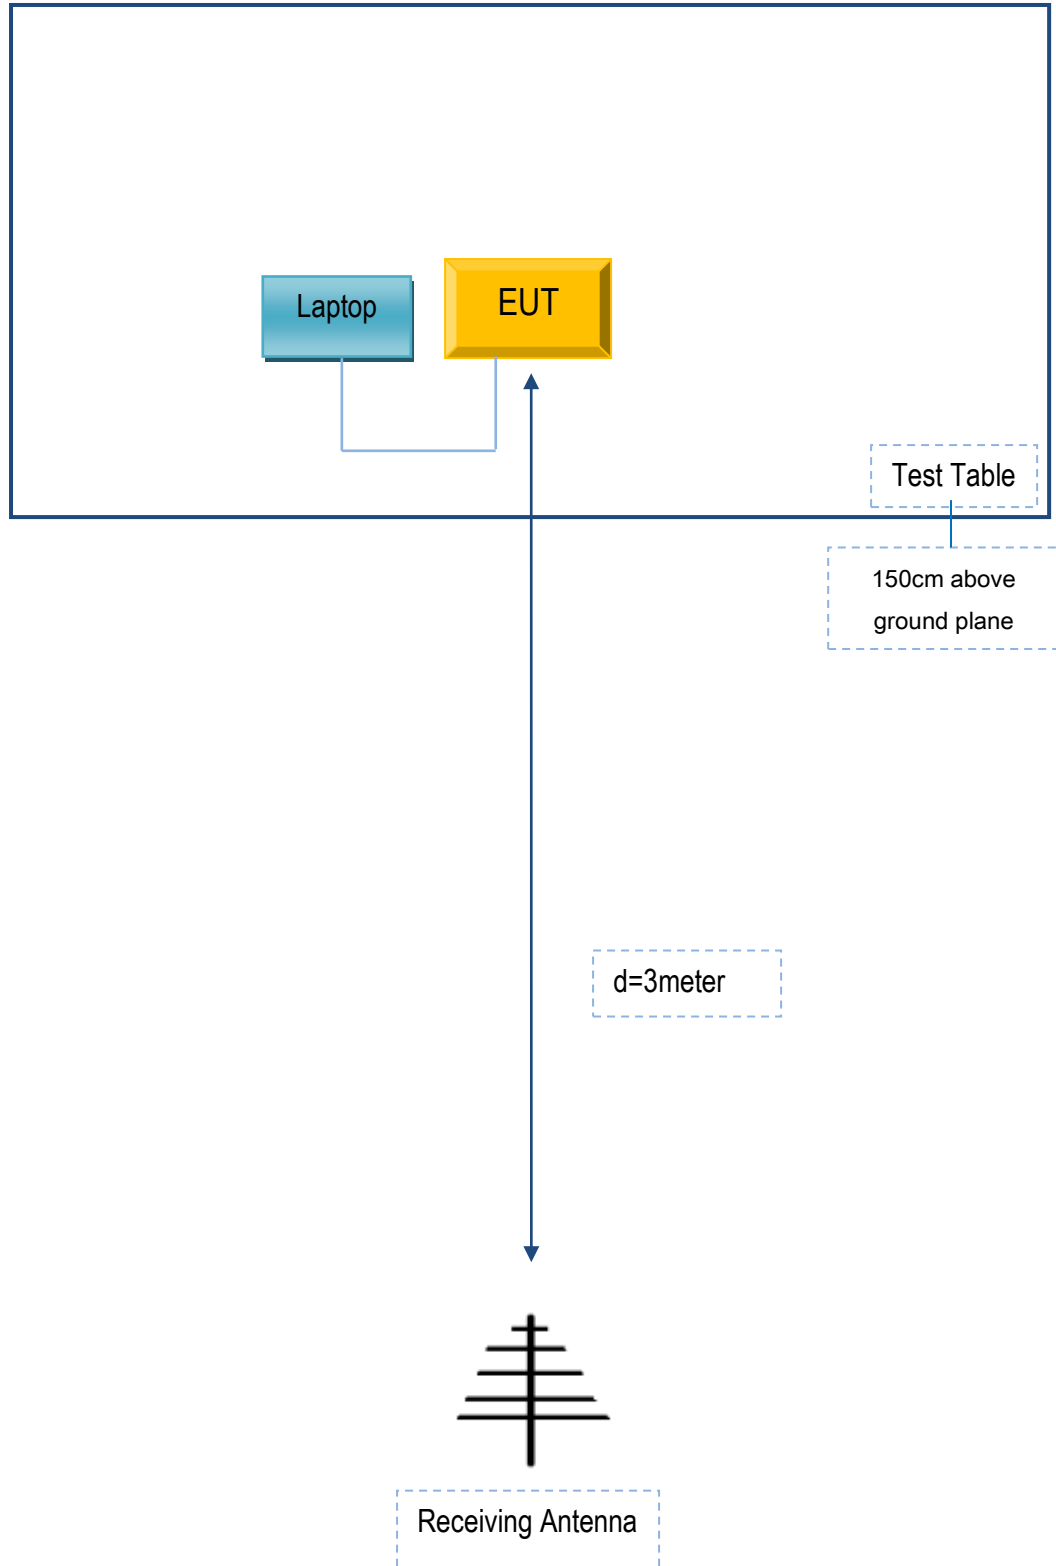 Laptop
EUT
Test Table
150cm above
ground plane
d=3meter
Receiving Antenna